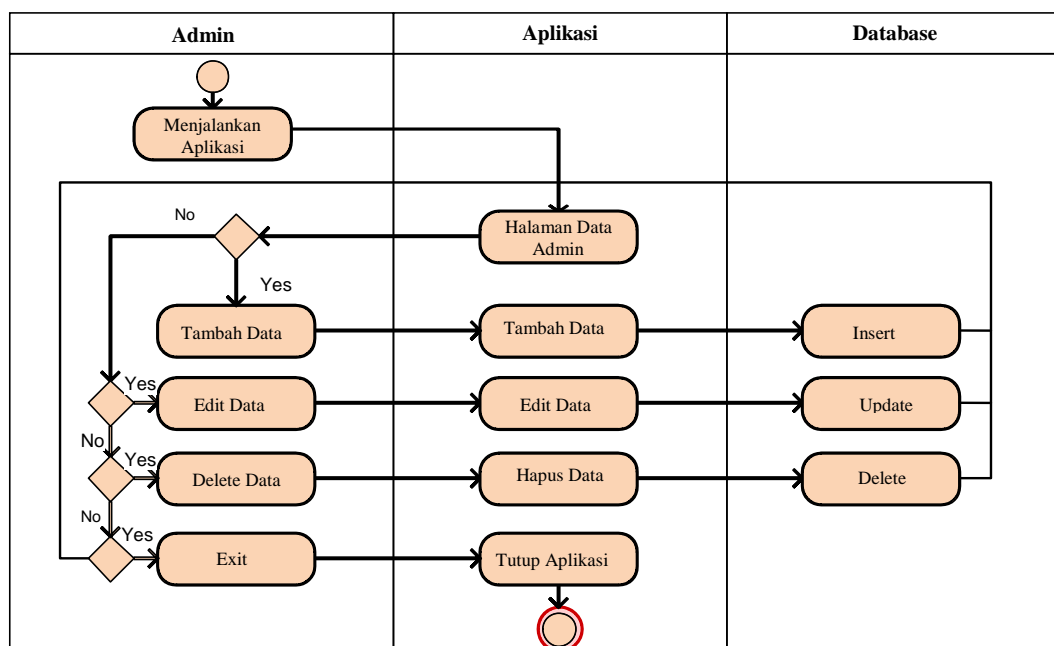 Admin
Aplikasi
Database
Menjalankan
Aplikasi
No
Halaman Data
Admin
Yes
Tambah Data
Tambah Data
Insert
Yes
Edit Data
Edit Data
Update
No
Yes
Delete Data
Hapus Data
Delete
No
Yes
Exit
Tutup Aplikasi